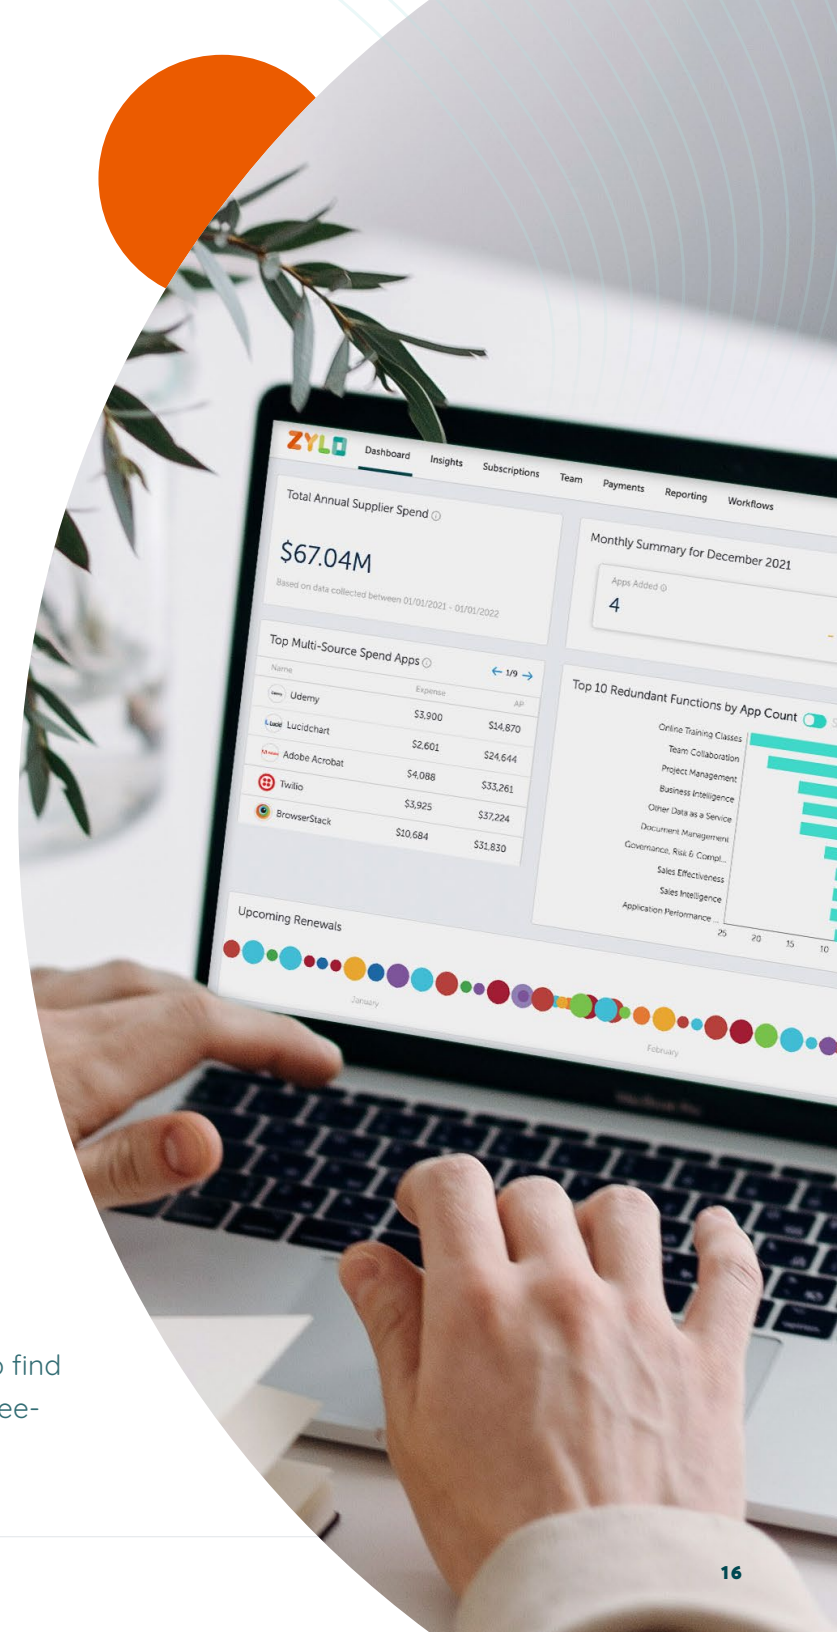 ZYLO Dashboard Insights Subscriptions Team Payments Reporting Workflows
Total Annual Supplier Spend
$67.04M
Based on data collected between 01/01/2021 - 01/01/2022
Monthly Summary for December 2021
Apps Added
4
Top Multi-Source Spend Apps
1/9
Name Expense AP
Udemy $3,900 $14,870
Lucidchart $2,601 $24,644
Adobe Acrobat $4,088 $33,261
Twilio $3,925 $37,224
BrowserStack $10,684 $31,830
Top 10 Redundant Functions by App Count
Online Training Classes
Team Collaboration
Project Management
Business Intelligence
Other Data as a Service
Document Management
Governance, Risk & Compl...
Sales Effectiveness
Sales Intelligence
Application Performance ...
25 20 15 10
Upcoming Renewals
January
February
find
ee-
16